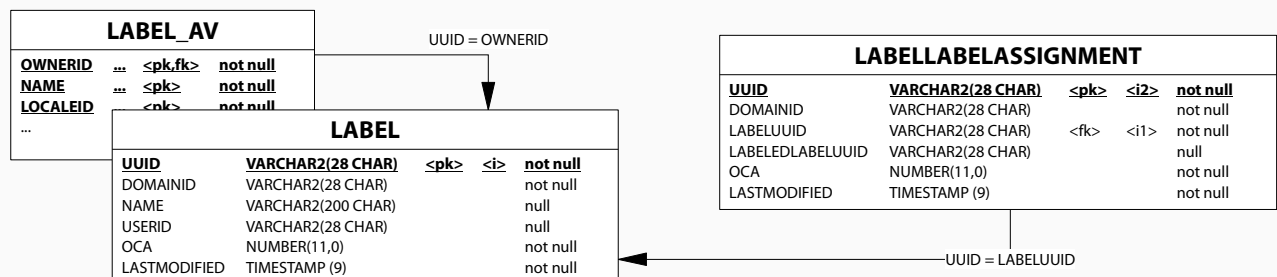 LABEL_AV
OWNERID ... <pk,fk> not null
NAME ... <pk> not null
LOCALEID ... <pk> not null
...
UUID = OWNERID
LABEL
UUID VARCHAR2(28 CHAR) <pk> <i> not null
DOMAINID VARCHAR2(28 CHAR) not null
NAME VARCHAR2(200 CHAR) null
USERID VARCHAR2(28 CHAR) null
OCA NUMBER(11,0) not null
LASTMODIFIED TIMESTAMP (9) not null
LABELLABELASSIGNMENT
UUID VARCHAR2(28 CHAR) <pk> <i2> not null
DOMAINID VARCHAR2(28 CHAR) not null
LABELUUID VARCHAR2(28 CHAR) <fk> <i1> not null
LABELEDLABELUUID VARCHAR2(28 CHAR) null
OCA NUMBER(11,0) not null
LASTMODIFIED TIMESTAMP (9) not null
UUID = LABELUUID